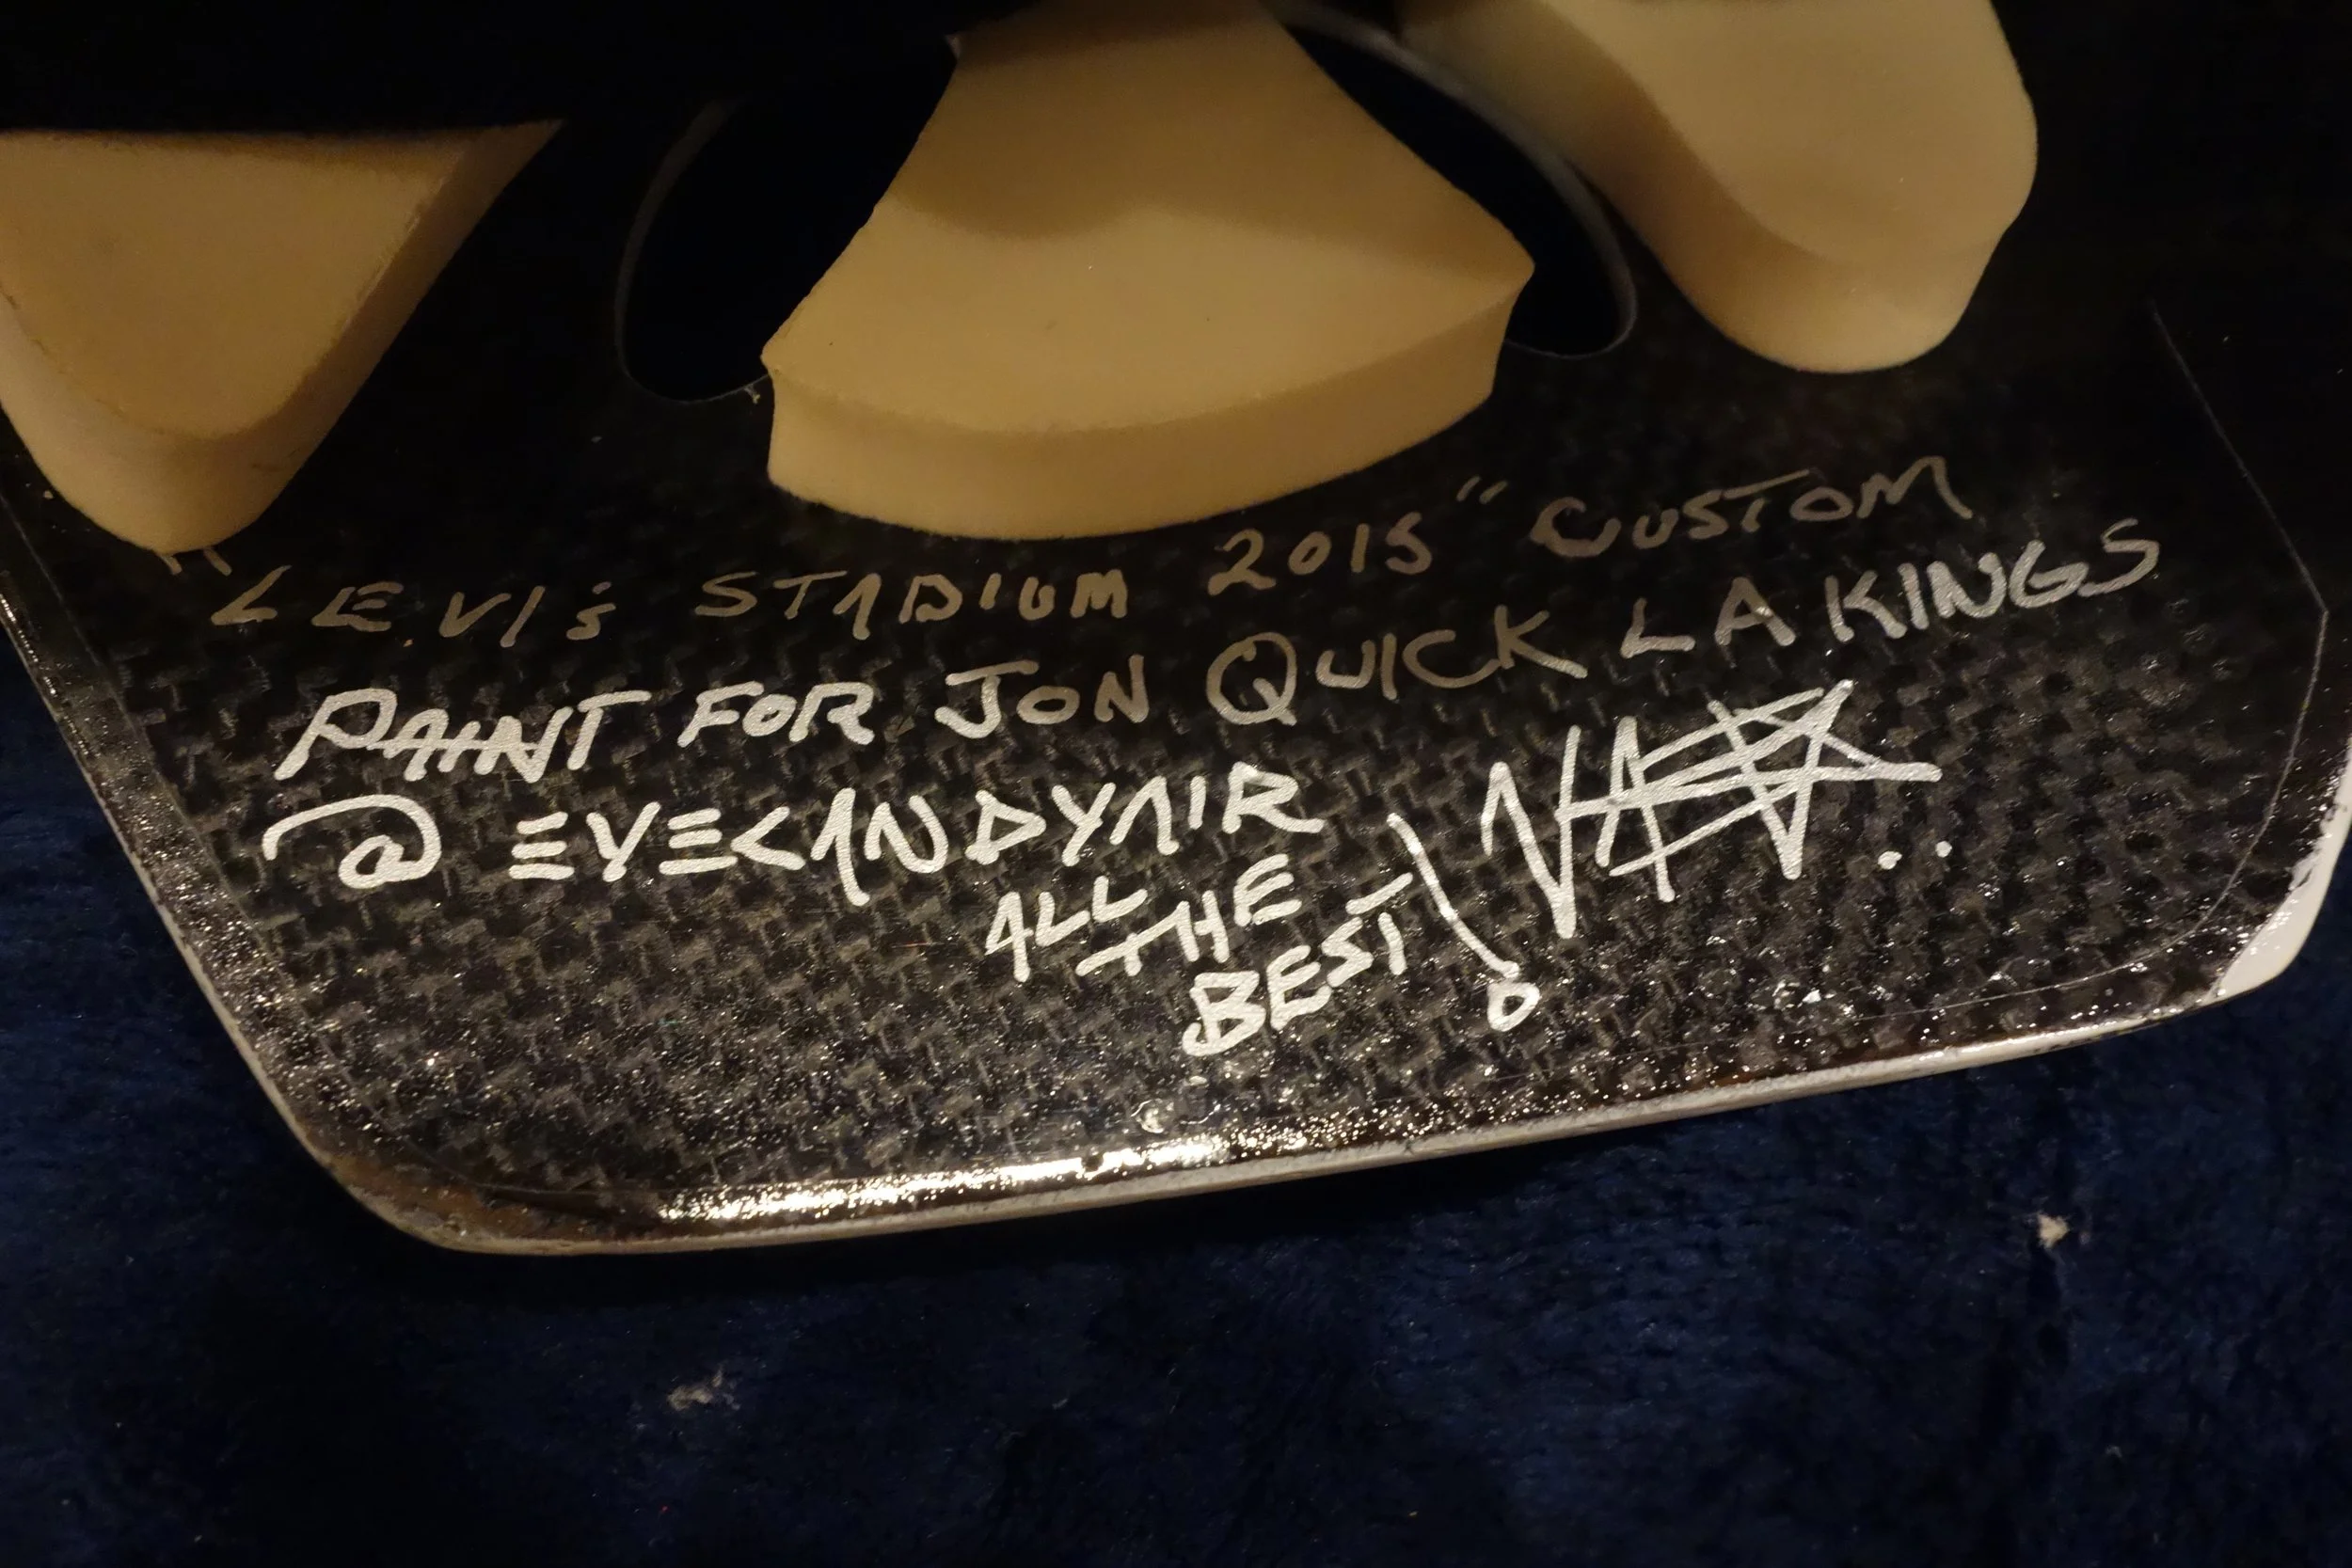 "LEVI's STADIUM 2015" CUSTOM
PAINT FOR JON QUICK LA KINGS
@ EYECANDYAIR
ALL THE
BEST